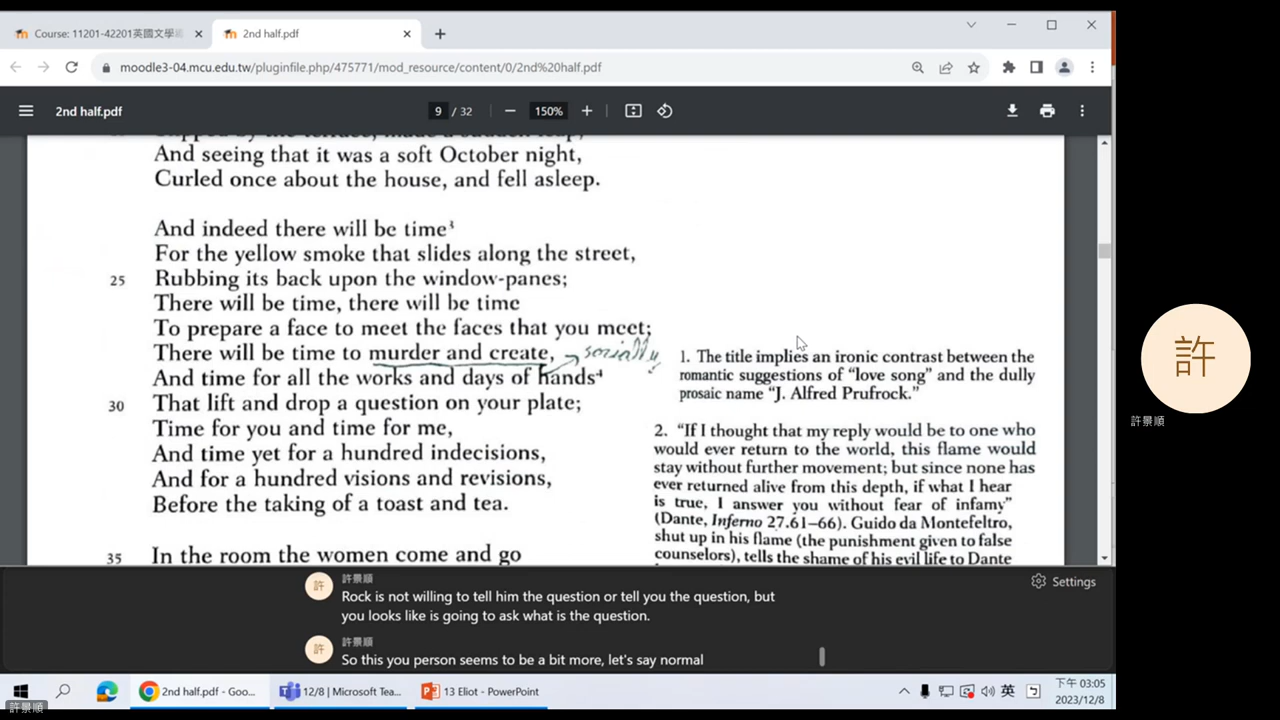 Course: 11201-42201英國文學
2nd half.pdf
moodle3-04.mcu.edu.tw/pluginfile.php/475771/mod_resource/content/0/2nd%20half.pdf
2nd half.pdf
9 / 32
150%
And seeing that it was a soft October night,
Curled once about the house, and fell asleep.
And indeed there will be time³
For the yellow smoke that slides along the street,
25 Rubbing its back upon the window-panes;
There will be time, there will be time
To prepare a face to meet the faces that you meet;
There will be time to murder and create, socially
And time for all the works and days of hands⁴
30 That lift and drop a question on your plate;
Time for you and time for me,
And time yet for a hundred indecisions,
And for a hundred visions and revisions,
Before the taking of a toast and tea.
35 In the room the women come and go
1. The title implies an ironic contrast between the
romantic suggestions of "love song" and the dully
prosaic name "J. Alfred Prufrock."
2. "If I thought that my reply would be to one who
would ever return to the world, this flame would
stay without further movement; but since none has
ever returned alive from this depth, if what I hear
is true, I answer you without fear of infamy"
(Dante, Inferno 27.61–66). Guido da Montefeltro,
shut up in his flame (the punishment given to false
counselors), tells the shame of his evil life to Dante
許
許景順
許
許景順
Rock is not willing to tell him the question or tell you the question, but
you looks like is going to ask what is the question.
許
許景順
So this you person seems to be a bit more, let's say normal
Settings
2nd half.pdf - Goo...
12/8 | Microsoft Tea...
13 Eliot - PowerPoint
英
下午 03:05
2023/12/8
許景順